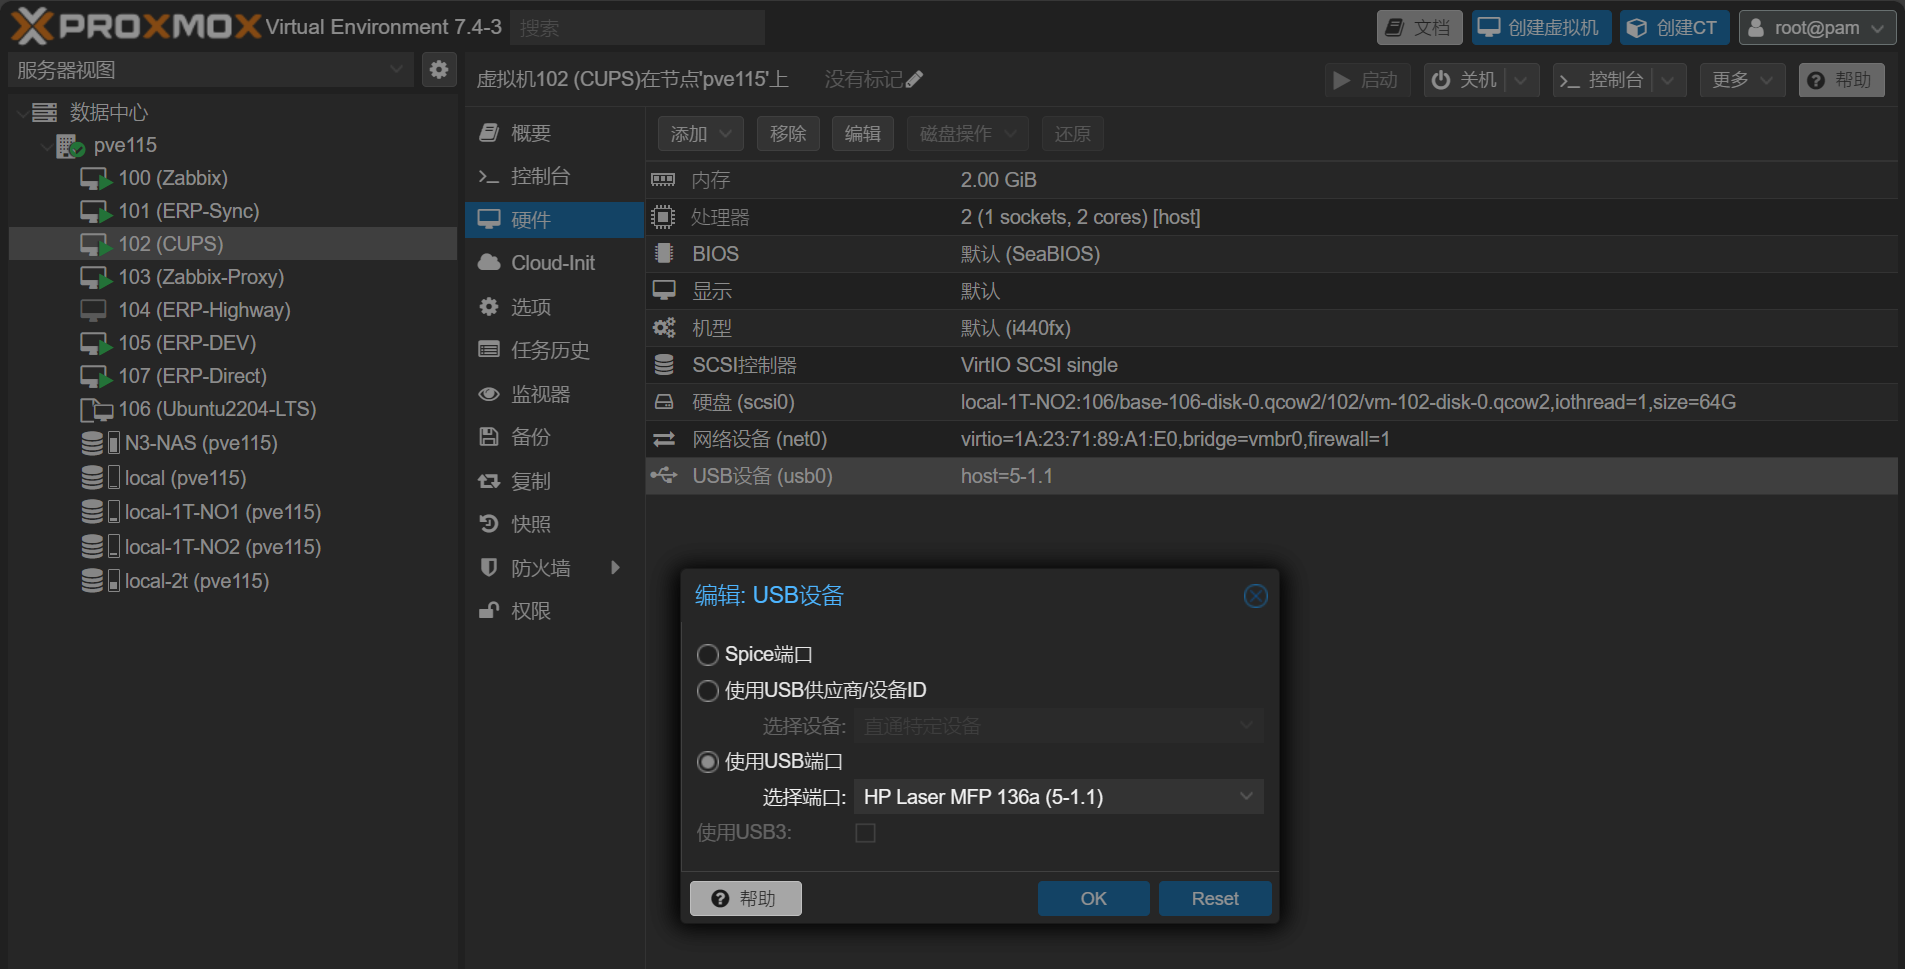 PROXMOX Virtual Environment 7.4-3 搜索 文档 创建虚拟机 创建CT root@pam
服务器视图
数据中心
pve115
100 (Zabbix)
101 (ERP-Sync)
102 (CUPS)
103 (Zabbix-Proxy)
104 (ERP-Highway)
105 (ERP-DEV)
107 (ERP-Direct)
106 (Ubuntu2204-LTS)
N3-NAS (pve115)
local (pve115)
local-1T-NO1 (pve115)
local-1T-NO2 (pve115)
local-2t (pve115)
虚拟机102 (CUPS)在节点'pve115'上 没有标记 启动 关机 控制台 更多 帮助
概要
控制台
硬件
Cloud-Init
选项
任务历史
监视器
备份
复制
快照
防火墙
权限
添加 移除 编辑 磁盘操作 还原
内存 2.00 GiB
处理器 2 (1 sockets, 2 cores) [host]
BIOS 默认 (SeaBIOS)
显示 默认
机型 默认 (i440fx)
SCSI控制器 VirtIO SCSI single
硬盘 (scsi0) local-1T-NO2:106/base-106-disk-0.qcow2/102/vm-102-disk-0.qcow2,iothread=1,size=64G
网络设备 (net0) virtio=1A:23:71:89:A1:E0,bridge=vmbr0,firewall=1
USB设备 (usb0) host=5-1.1
编辑: USB设备
Spice端口
使用USB供应商/设备ID
选择设备: 直通特定设备
使用USB端口
选择端口: HP Laser MFP 136a (5-1.1)
使用USB3:
帮助 OK Reset